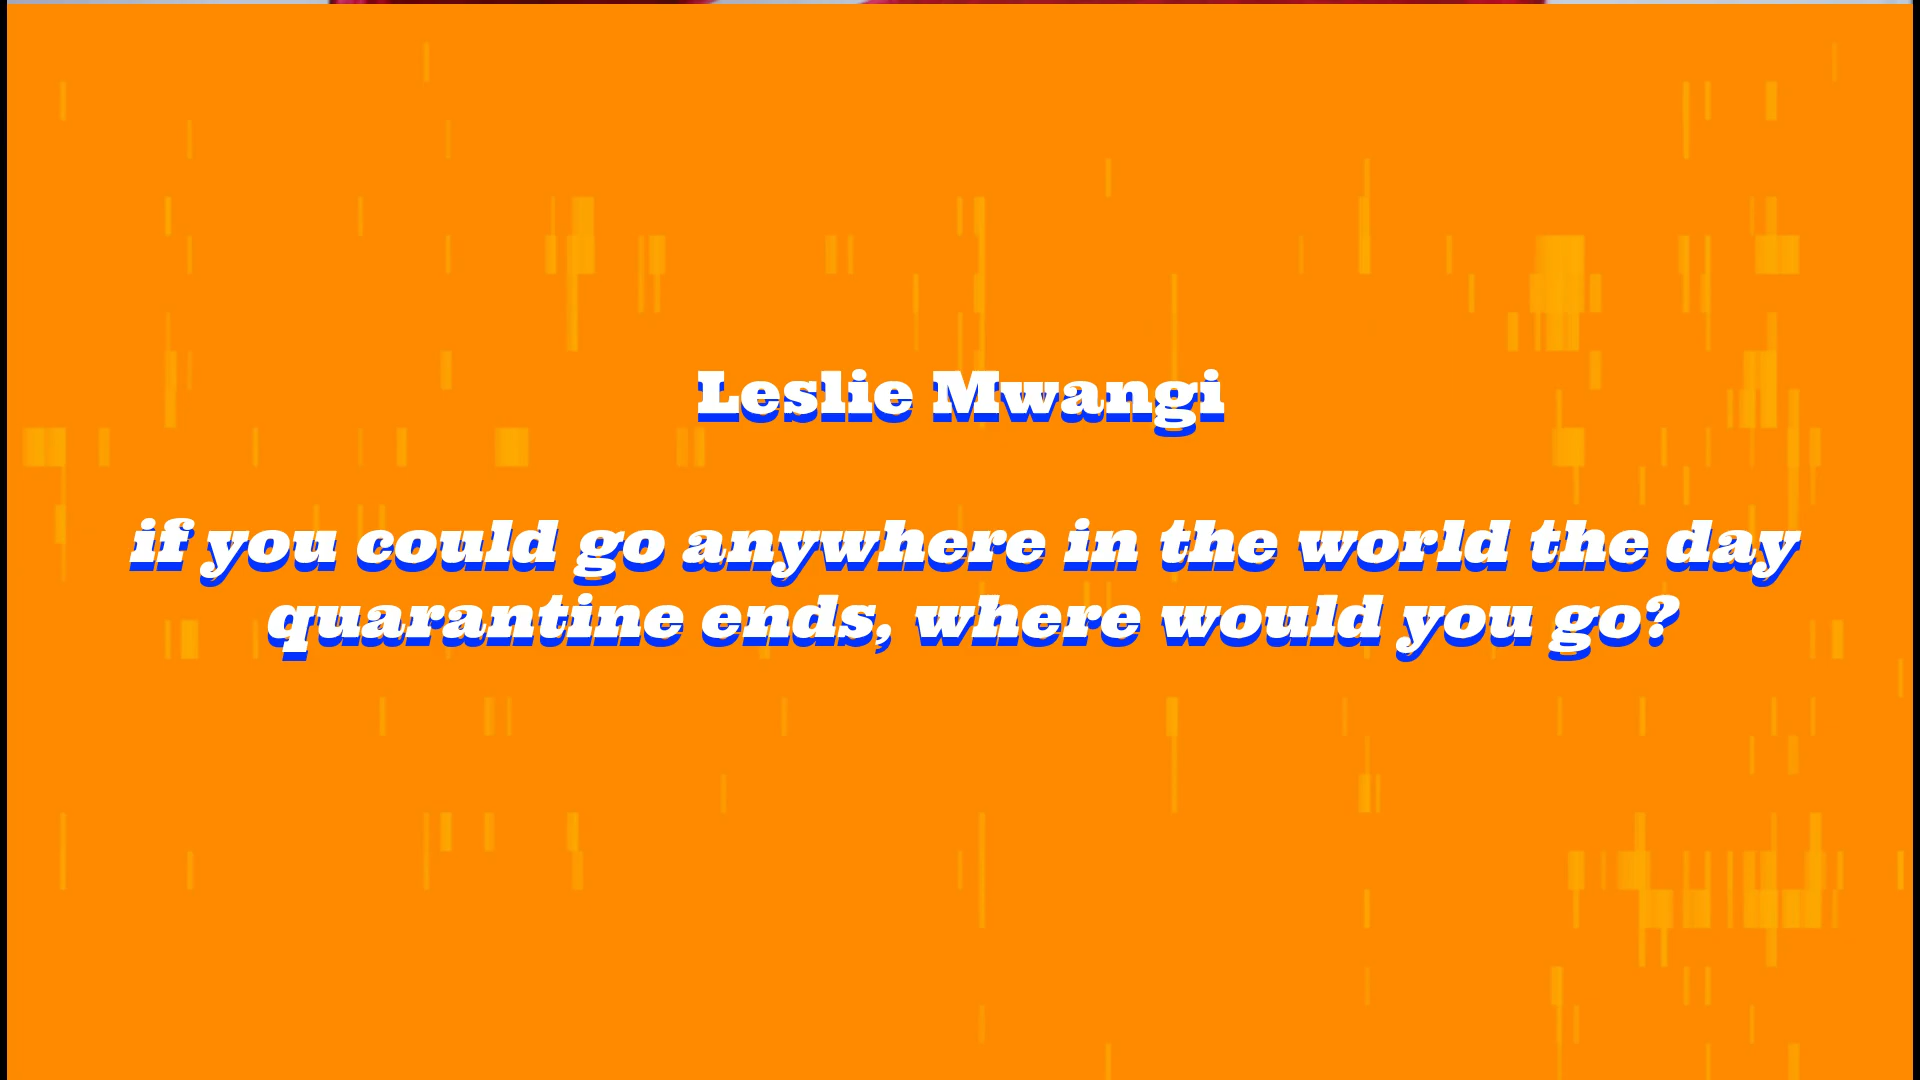 Leslie Mwangi
if you could go anywhere in the world the day
quarantine ends, where would you go?